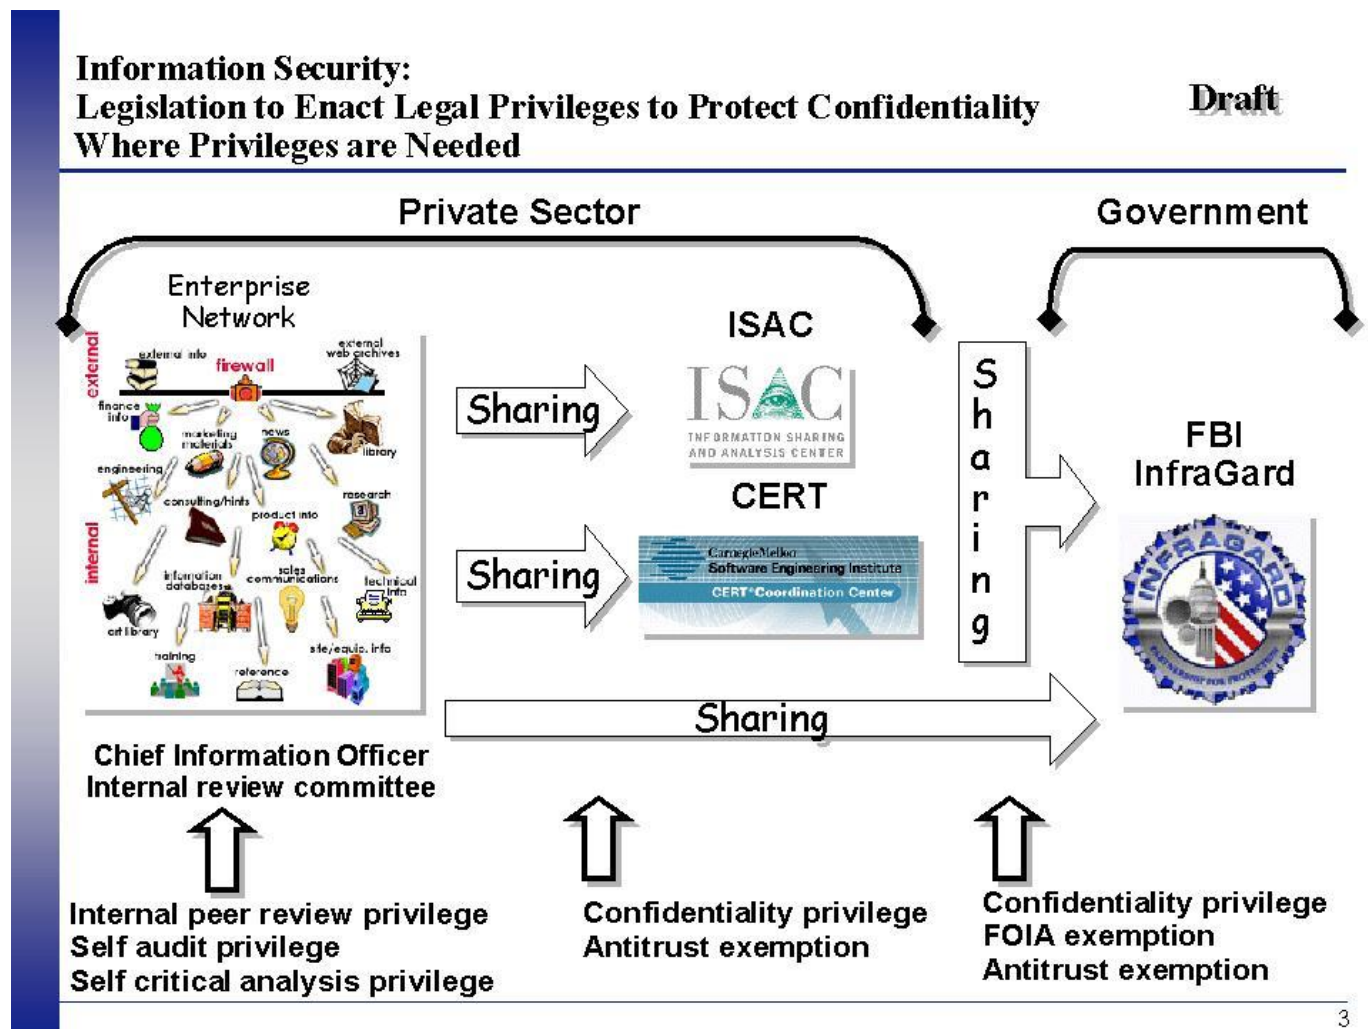 Information Security:
Legislation to Enact Legal Privileges to Protect Confidentiality
Where Privileges are Needed
Draft
Private Sector
Government
Enterprise
Network
external
external info
firewall
external
web archives
finance
info
marketing
materials
news
library
engineering
consulting/hints
product info
research
internal
information
databases
sales
communications
technical
info
art library
training
reference
site/equip. info
Chief Information Officer
Internal review committee
Sharing
Sharing
Sharing
ISAC
ISAC
INFORMATION SHARING
AND ANALYSIS CENTER
CERT
CarnegieMellon
Software Engineering Institute
CERT® Coordination Center
Sharing
FBI
InfraGard
INFRAGARD
PARTNERSHIP FOR PROTECTION
Internal peer review privilege
Self audit privilege
Self critical analysis privilege
Confidentiality privilege
Antitrust exemption
Confidentiality privilege
FOIA exemption
Antitrust exemption
3